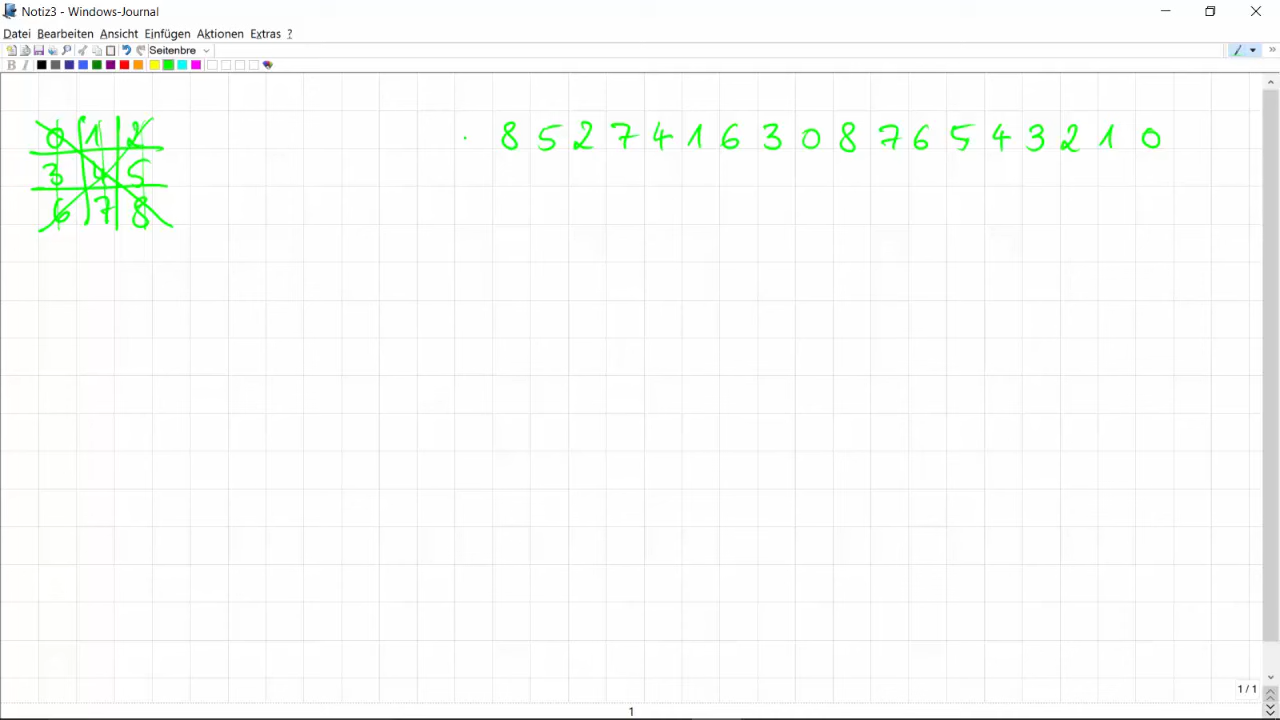 Notiz3 - Windows-Journal
Datei Bearbeiten Ansicht Einfügen Aktionen Extras ?
Seitenbre
B I
0 1 2
3 4 5
6 7 8
. 8 5 2 7 4 1 6 3 0 8 7 6 5 4 3 2 1 0
1 / 1
1